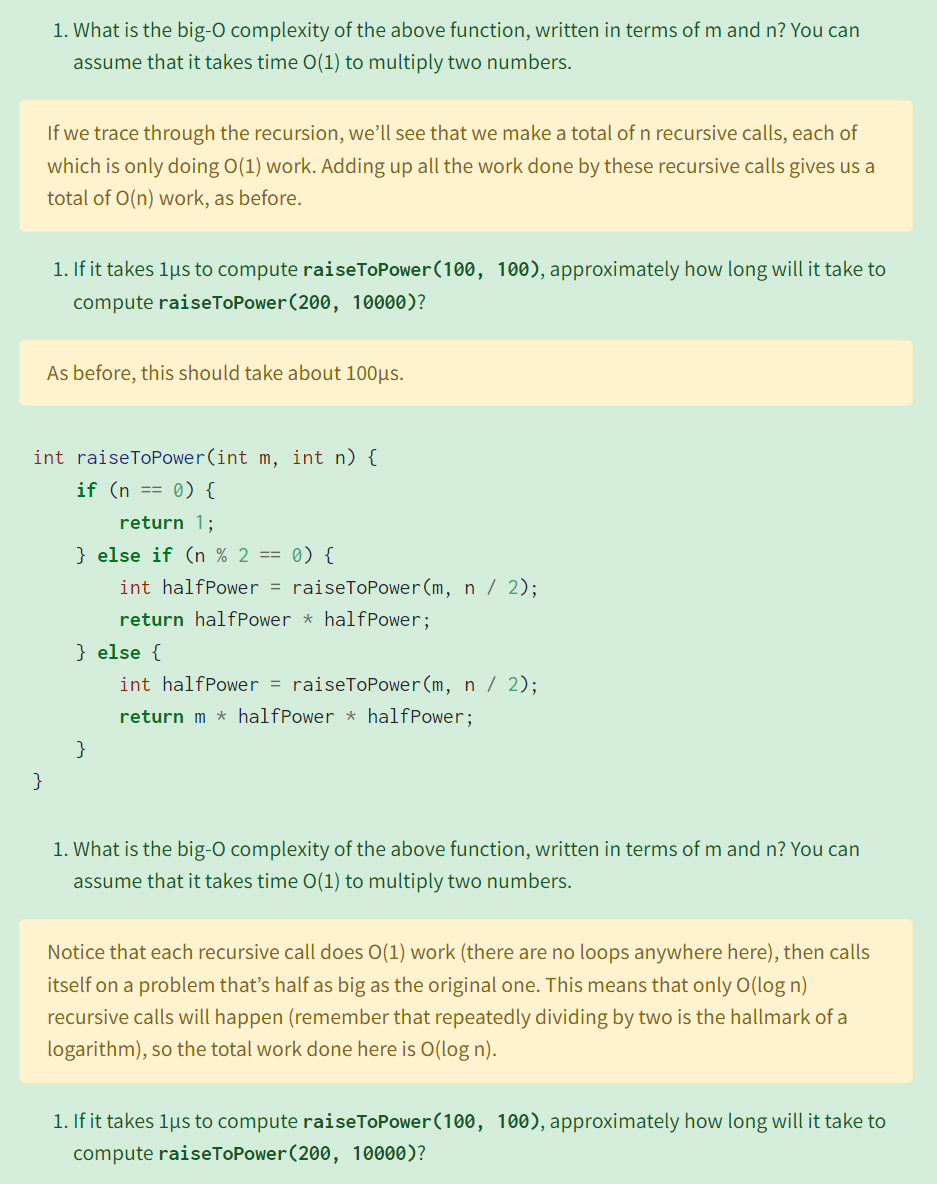 1. What is the big-O complexity of the above function, written in terms of m and n? You can
assume that it takes time O(1) to multiply two numbers.
If we trace through the recursion, we’ll see that we make a total of n recursive calls, each of
which is only doing O(1) work. Adding up all the work done by these recursive calls gives us a
total of O(n) work, as before.
1. If it takes 1µs to compute raiseToPower(100, 100), approximately how long will it take to
compute raiseToPower(200, 10000)?
As before, this should take about 100µs.
int raiseToPower(int m, int n) {
    if (n == 0) {
        return 1;
    } else if (n % 2 == 0) {
        int halfPower = raiseToPower(m, n / 2);
        return halfPower * halfPower;
    } else {
        int halfPower = raiseToPower(m, n / 2);
        return m * halfPower * halfPower;
    }
}
1. What is the big-O complexity of the above function, written in terms of m and n? You can
assume that it takes time O(1) to multiply two numbers.
Notice that each recursive call does O(1) work (there are no loops anywhere here), then calls
itself on a problem that’s half as big as the original one. This means that only O(log n)
recursive calls will happen (remember that repeatedly dividing by two is the hallmark of a
logarithm), so the total work done here is O(log n).
1. If it takes 1µs to compute raiseToPower(100, 100), approximately how long will it take to
compute raiseToPower(200, 10000)?